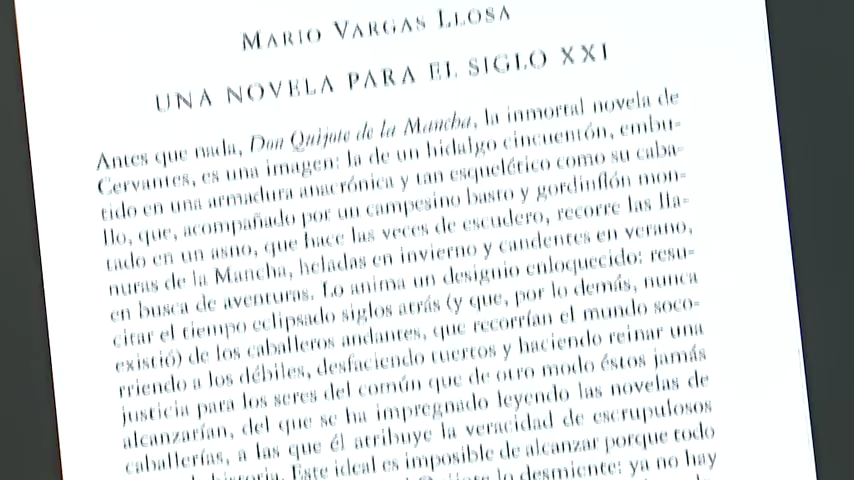 MARIO VARGAS LLOSA
UNA NOVELA PARA EL SIGLO XXI
Antes que nada, Don Quijote de la Mancha, la inmortal novela de
Cervantes, es una imagen: la de un hidalgo cincuentón, embu-
tido en una armadura anacrónica y tan esquelético como su caba-
llo, que, acompañado por un campesino basto y gordinflón mon-
tado en un asno, que hace las veces de escudero, recorre las lla-
nuras de la Mancha, heladas en invierno y candentes en verano,
en busca de aventuras. Lo anima un designio enloquecido: resu-
citar el tiempo eclipsado siglos atrás (y que, por lo demás, nunca
existió) de los caballeros andantes, que recorrían el mundo soco-
rriendo a los débiles, desfaciendo tuertos y haciendo reinar una
justicia para los seres del común que de otro modo éstos jamás
alcanzarían, del que se ha impregnado leyendo las novelas de
caballerías, a las que él atribuye la veracidad de escrupulosos
historia. Este ideal es imposible de alcanzar porque todo
Quijote lo desmiente: ya no hay